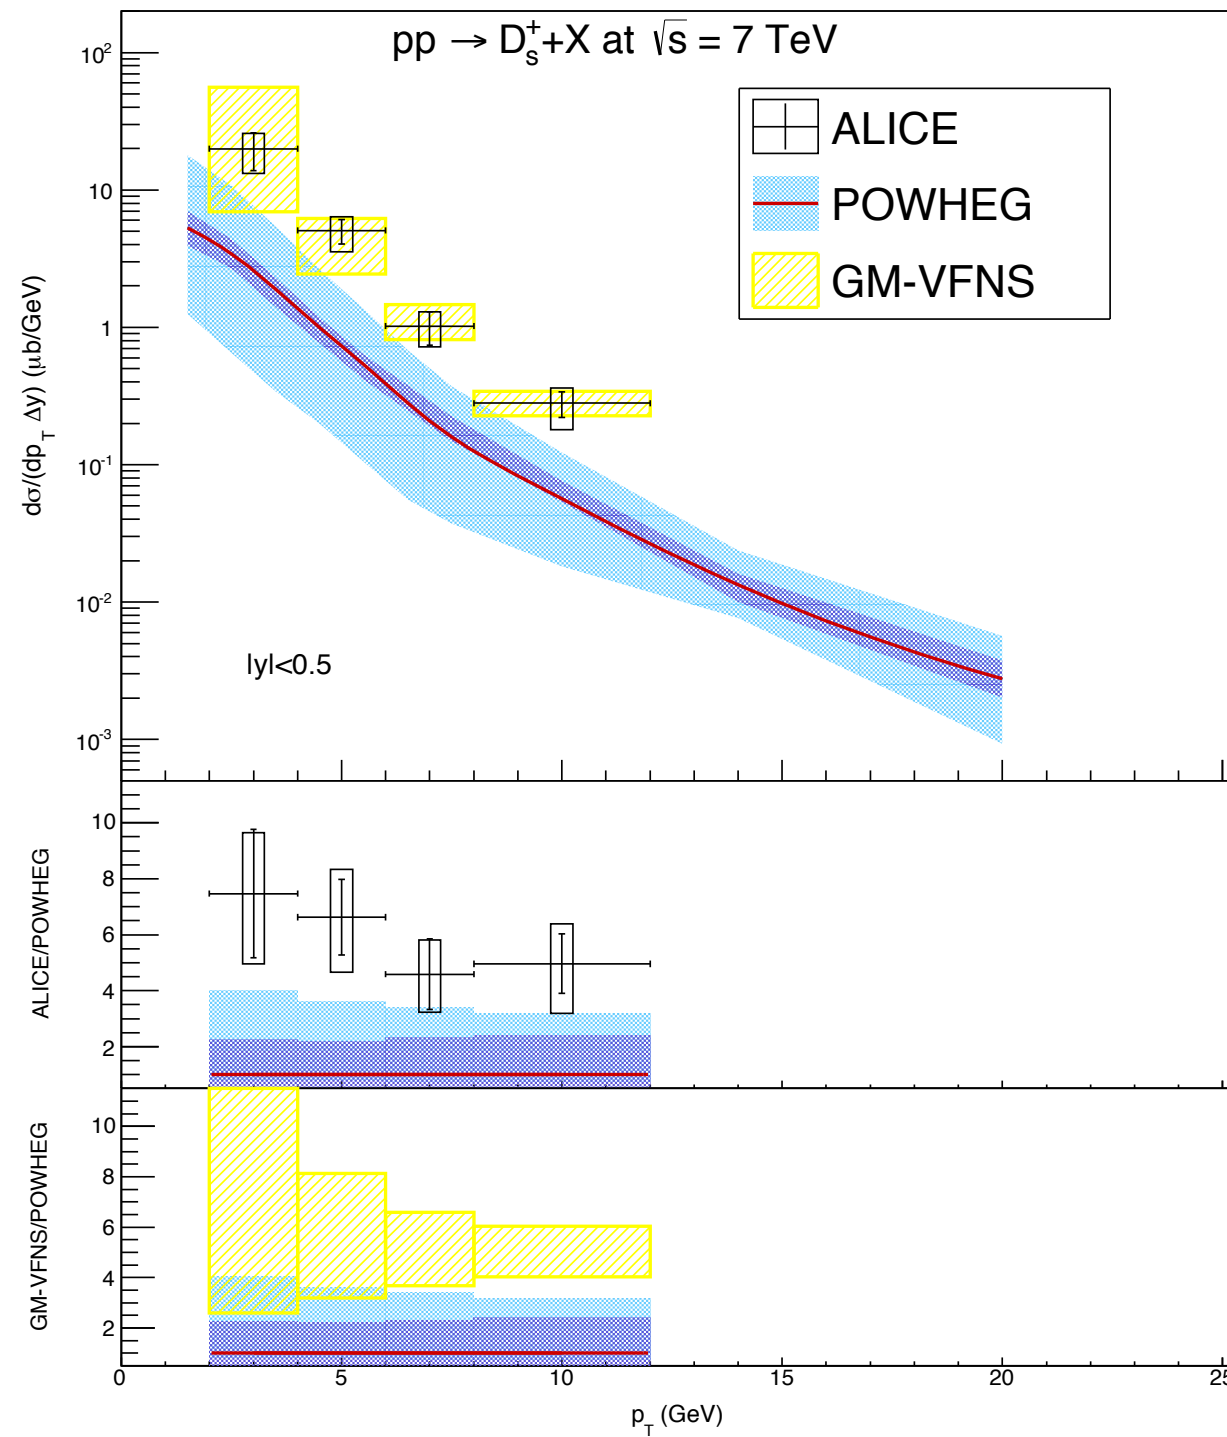 pp → D_s^+ +X at √s = 7 TeV
ALICE
POWHEG
GM-VFNS
dσ/(dp_T Δy) (μb/GeV)
10^2
10
1
10^-1
10^-2
10^-3
|y|<0.5
ALICE/POWHEG
10
8
6
4
2
GM-VFNS/POWHEG
10
8
6
4
2
0 5 10 15 20 25
p_T (GeV)